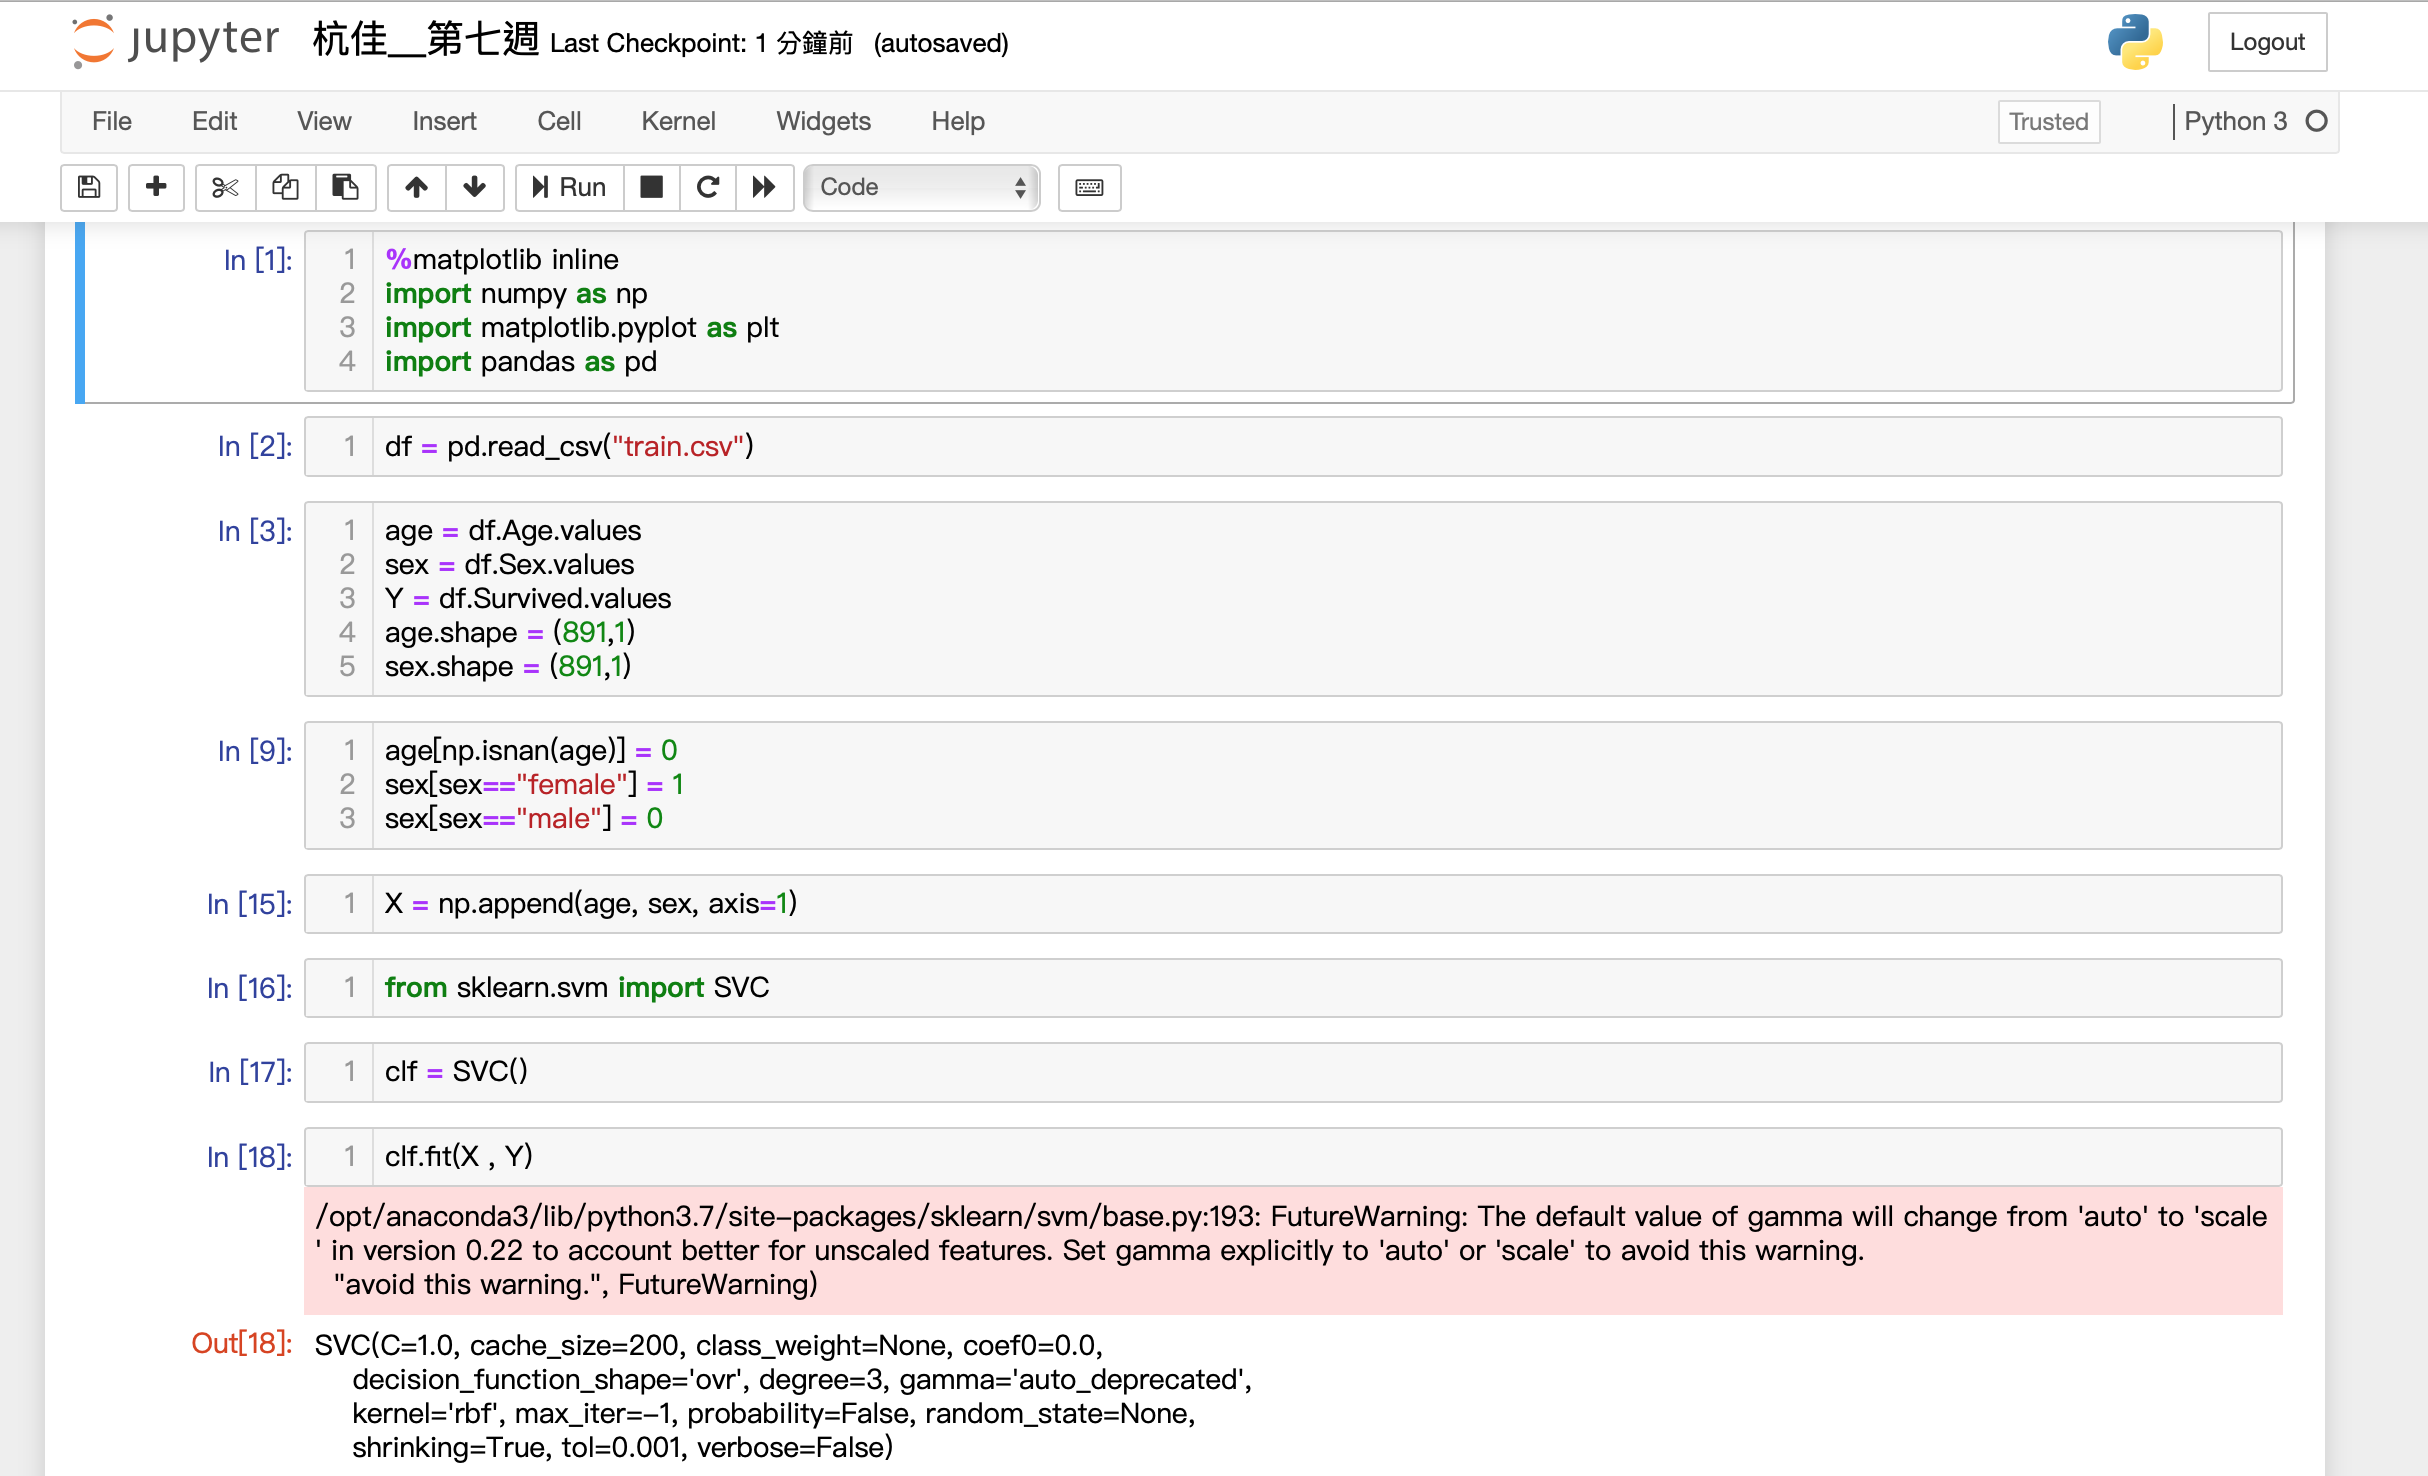 jupyter 杭佳__第七週 Last Checkpoint: 1 分鐘前 (autosaved)
Logout
File Edit View Insert Cell Kernel Widgets Help Trusted Python 3
Run Code
In [1]:
1 %matplotlib inline
2 import numpy as np
3 import matplotlib.pyplot as plt
4 import pandas as pd
In [2]:
1 df = pd.read_csv("train.csv")
In [3]:
1 age = df.Age.values
2 sex = df.Sex.values
3 Y = df.Survived.values
4 age.shape = (891,1)
5 sex.shape = (891,1)
In [9]:
1 age[np.isnan(age)] = 0
2 sex[sex=="female"] = 1
3 sex[sex=="male"] = 0
In [15]:
1 X = np.append(age, sex, axis=1)
In [16]:
1 from sklearn.svm import SVC
In [17]:
1 clf = SVC()
In [18]:
1 clf.fit(X , Y)
/opt/anaconda3/lib/python3.7/site-packages/sklearn/svm/base.py:193: FutureWarning: The default value of gamma will change from 'auto' to 'scale
' in version 0.22 to account better for unscaled features. Set gamma explicitly to 'auto' or 'scale' to avoid this warning.
"avoid this warning.", FutureWarning)
Out[18]:
SVC(C=1.0, cache_size=200, class_weight=None, coef0=0.0,
decision_function_shape='ovr', degree=3, gamma='auto_deprecated',
kernel='rbf', max_iter=-1, probability=False, random_state=None,
shrinking=True, tol=0.001, verbose=False)